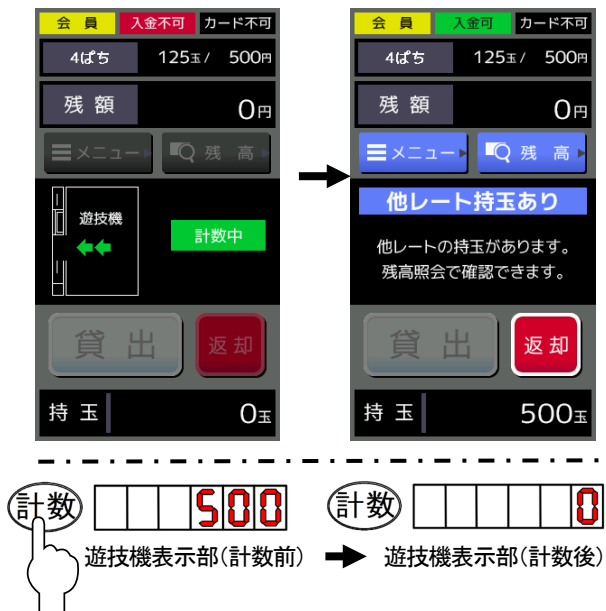 会 員 入金不可 カード不可
4ぱち 125玉/ 500円
残 額 0円
メニュー 残 高
遊技機
計数中
貸 出 返 却
持 玉 0玉
会 員 入金可 カード不可
4ぱち 125玉/ 500円
残 額 0円
メニュー 残 高
他レート持玉あり
他レートの持玉があります。
残高照会で確認できます。
貸 出 返 却
持 玉 500玉
計数 500
遊技機表示部(計数前)
計数 0
遊技機表示部(計数後)